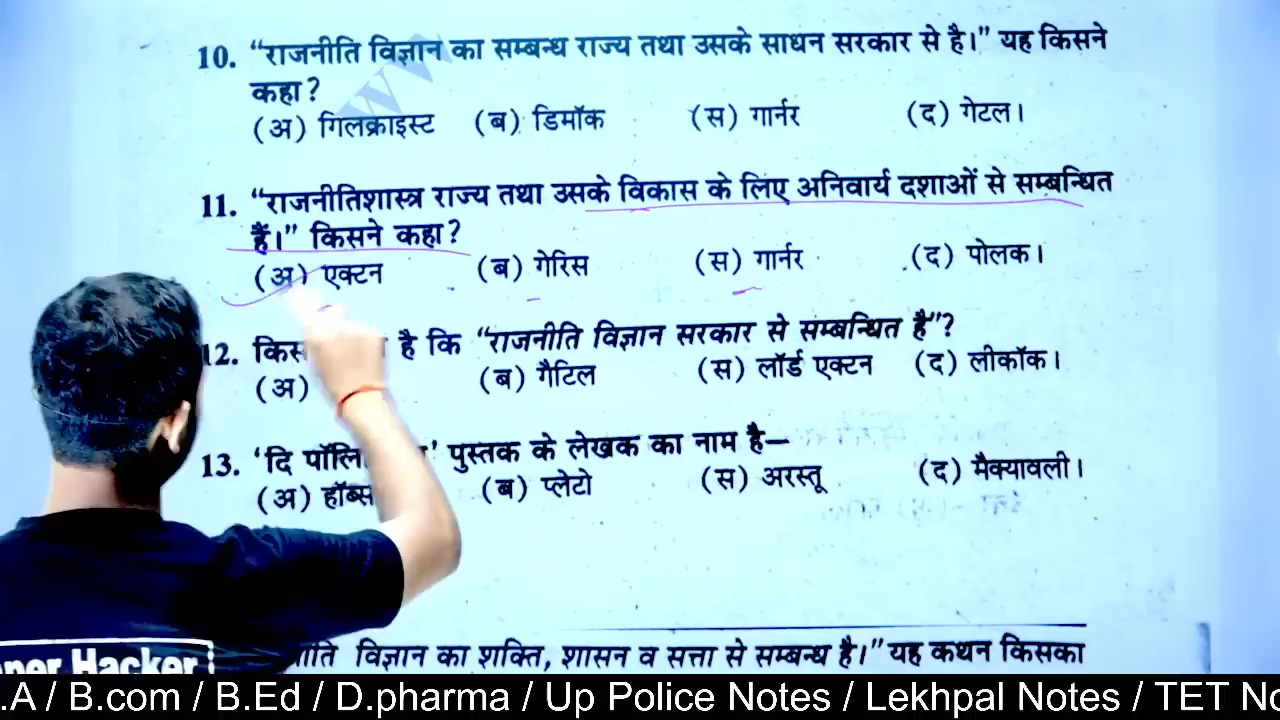 10. “राजनीति विज्ञान का सम्बन्ध राज्य तथा उसके साधन सरकार से है।” यह किसने
कहा?
(अ) गिलक्राइस्ट (ब) डिमॉक (स) गार्नर (द) गेटल।
11. “राजनीतिशास्त्र राज्य तथा उसके विकास के लिए अनिवार्य दशाओं से सम्बन्धित
हैं।” किसने कहा?
(अ) एक्टन (ब) गेरिस (स) गार्नर (द) पोलक।
12. है कि “राजनीति विज्ञान सरकार से सम्बन्धित है”?
(अ) (ब) गैटिल (स) लॉर्ड एक्टन (द) लीकॉक।
13. ‘दि पुस्तक के लेखक का नाम है—
(अ) हॉब्स (ब) प्लेटो (स) अरस्तू (द) मैक्यावली।
विज्ञान का शक्ति, शासन व सत्ता से सम्बन्ध है।” यह कथन किसका
Hacker
.A / B.com / B.Ed / D.pharma / Up Police Notes / Lekhpal Notes / TET No